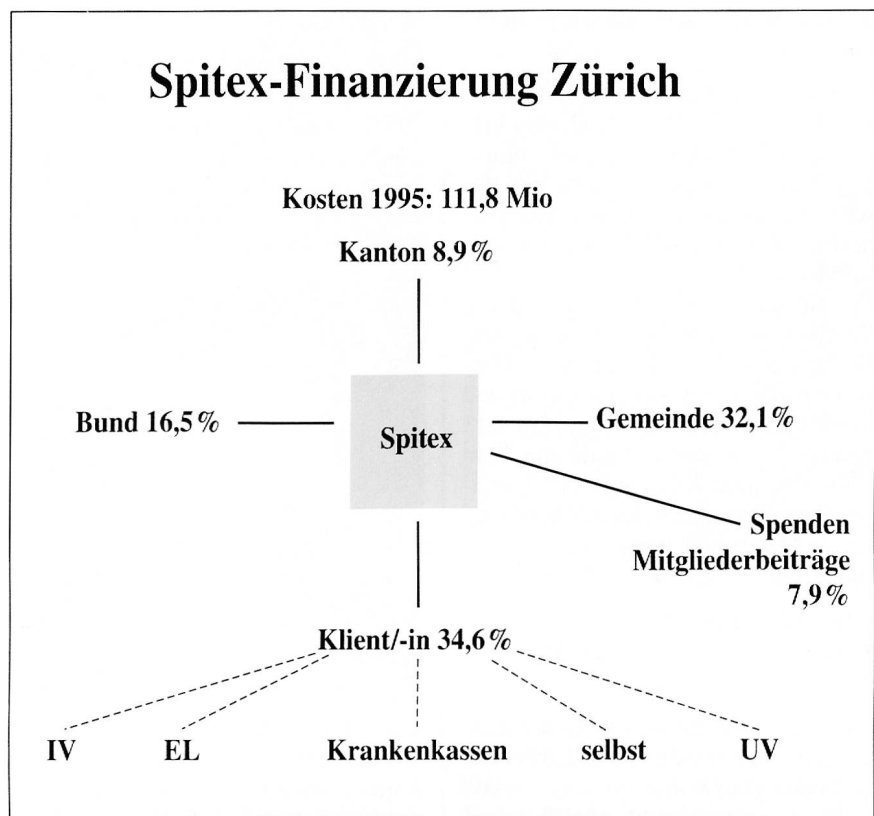 Spitex-Finanzierung Zürich
Kosten 1995: 111,8 Mio
Kanton 8,9%
Bund 16,5%
Spitex
Gemeinde 32,1%
Spenden
Mitgliederbeiträge
7,9%
Klient/-in 34,6%
IV EL Krankenkassen selbst UV